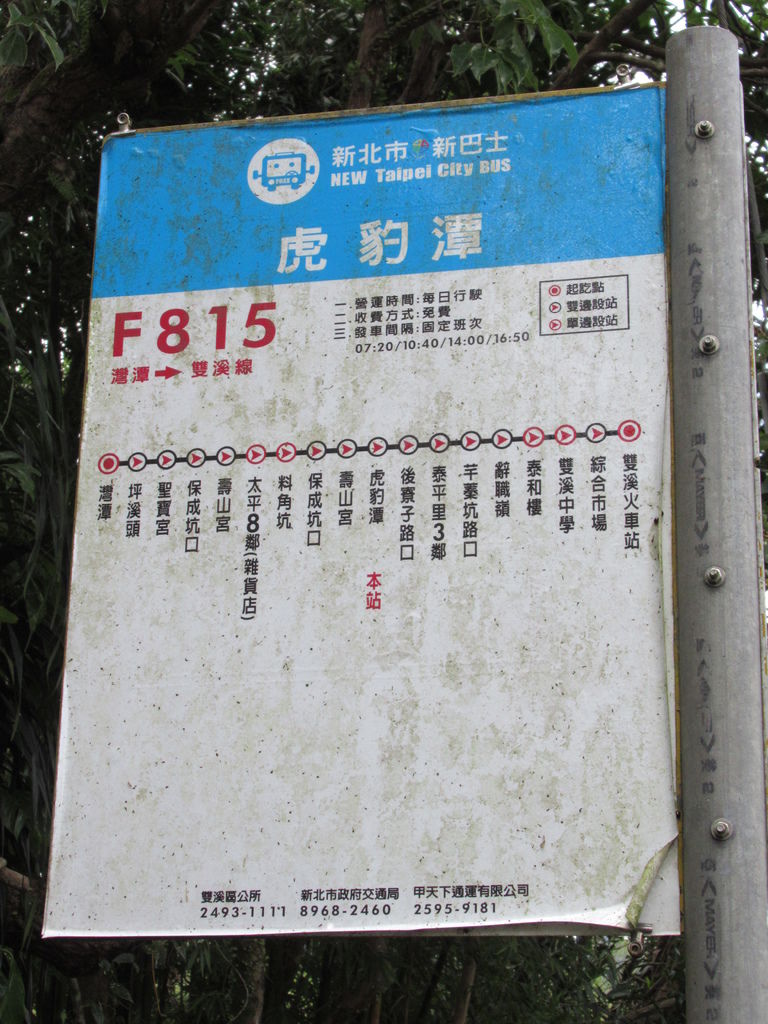 新北市 新巴士
NEW Taipei City BUS
虎豹潭
F815
灣潭 → 雙溪線
一. 營運時間:每日行駛
二. 收費方式:免費
三. 發車間隔:固定班次
07:20/10:40/14:00/16:50
起訖點
雙邊設站
單邊設站
灣潭
坪溪頭
聖寶宮
保成坑口
壽山宮
太平8鄰(雜貨店)
料角坑
保成坑口
壽山宮
虎豹潭
本站
後寮子路口
泰平里3鄰
芊蓁坑路口
辭職嶺
泰和樓
雙溪中學
綜合市場
雙溪火車站
雙溪區公所 新北市政府交通局 甲天下通運有限公司
2493-1111 8968-2460 2595-9181